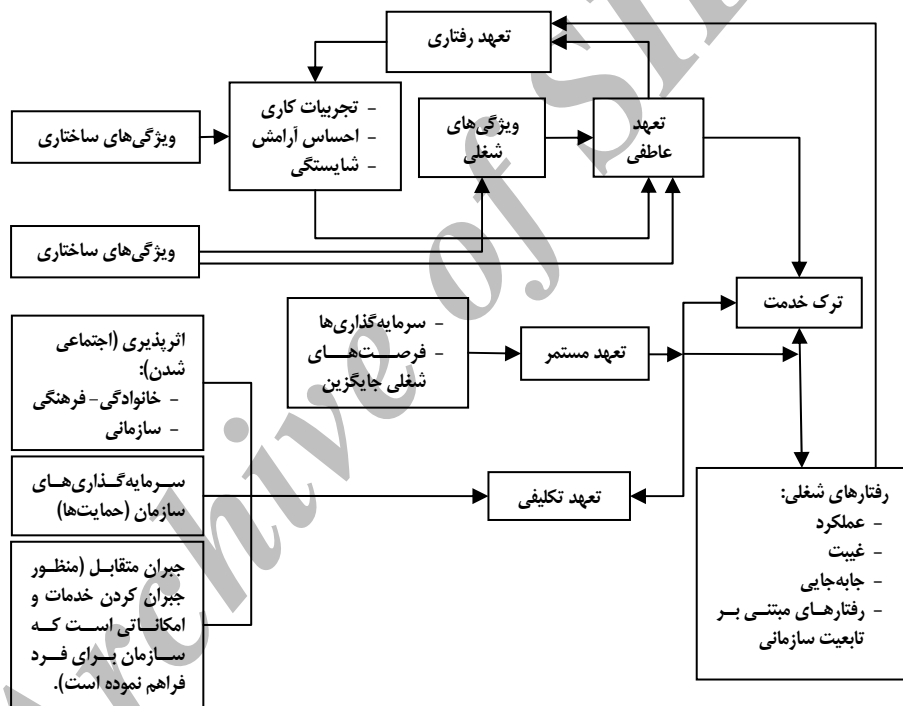 تعهد رفتاری
ویژگی‌های ساختاری
- تجربیات کاری
- احساس آرامش
- شایستگی
ویژگی‌های
شغلی
تعهد
عاطفی
ویژگی‌های ساختاری
ترک خدمت
اثرپذیری (اجتماعی
شدن):
- خانوادگی- فرهنگی
- سازمانی
- سرمایه‌گذاری‌ها
- فرصت‌های
شغلی جایگزین
تعهد مستمر
سرمایه‌گذاری‌های
سازمان (حمایت‌ها)
تعهد تکلیفی
رفتارهای شغلی:
- عملکرد
- غیبت
- جابه‌جایی
- رفتارهای مبتنی بر
تابعیت سازمانی
جبران متقابل (منظور
جبران کردن خدمات و
امکاناتی است که
سازمان برای فرد
فراهم نموده است).